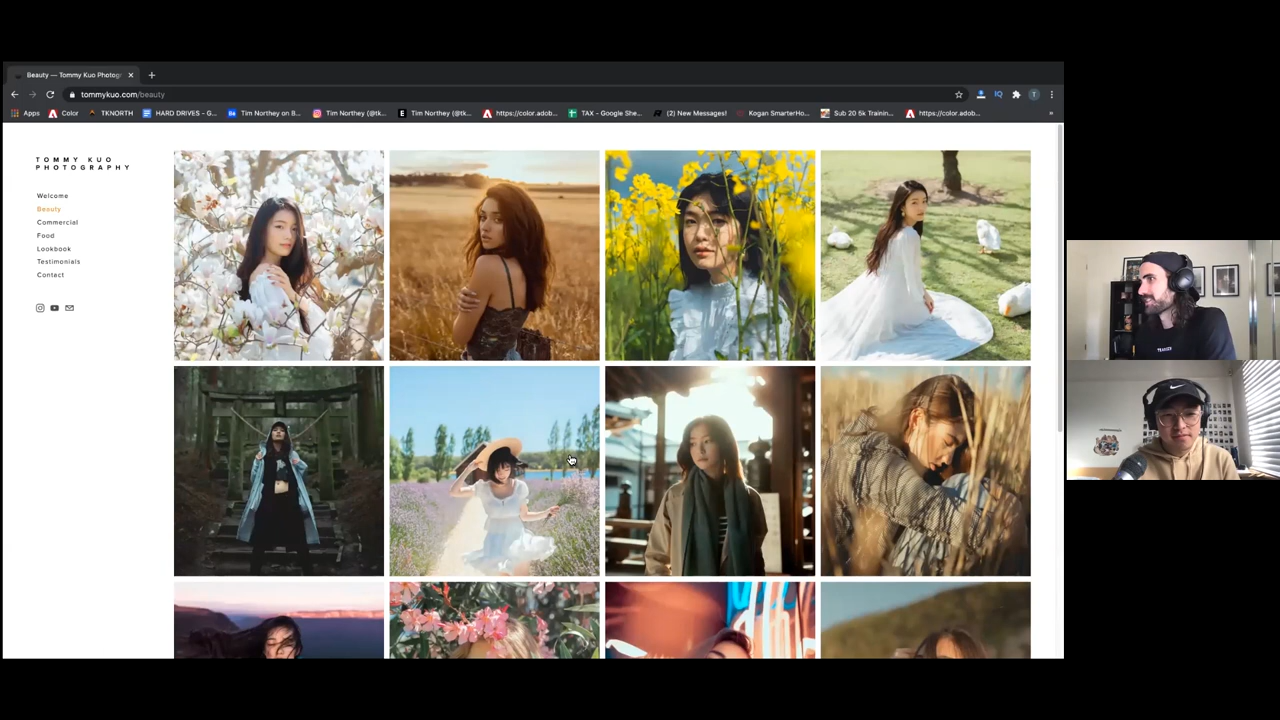 Beauty — Tommy Kuo Photogr
tommykuo.com/beauty
Apps
Color
TKNORTH
HARD DRIVES – G...
Tim Northey on B...
Tim Northey (@tk...
Tim Northey (@tk...
https://color.adob...
TAX - Google She...
(2) New Messages!
Kogan SmarterHo...
Sub 20 5k Trainin...
https://color.adob...
TOMMY KUO
PHOTOGRAPHY
Welcome
Beauty
Commercial
Food
Lookbook
Testimonials
Contact